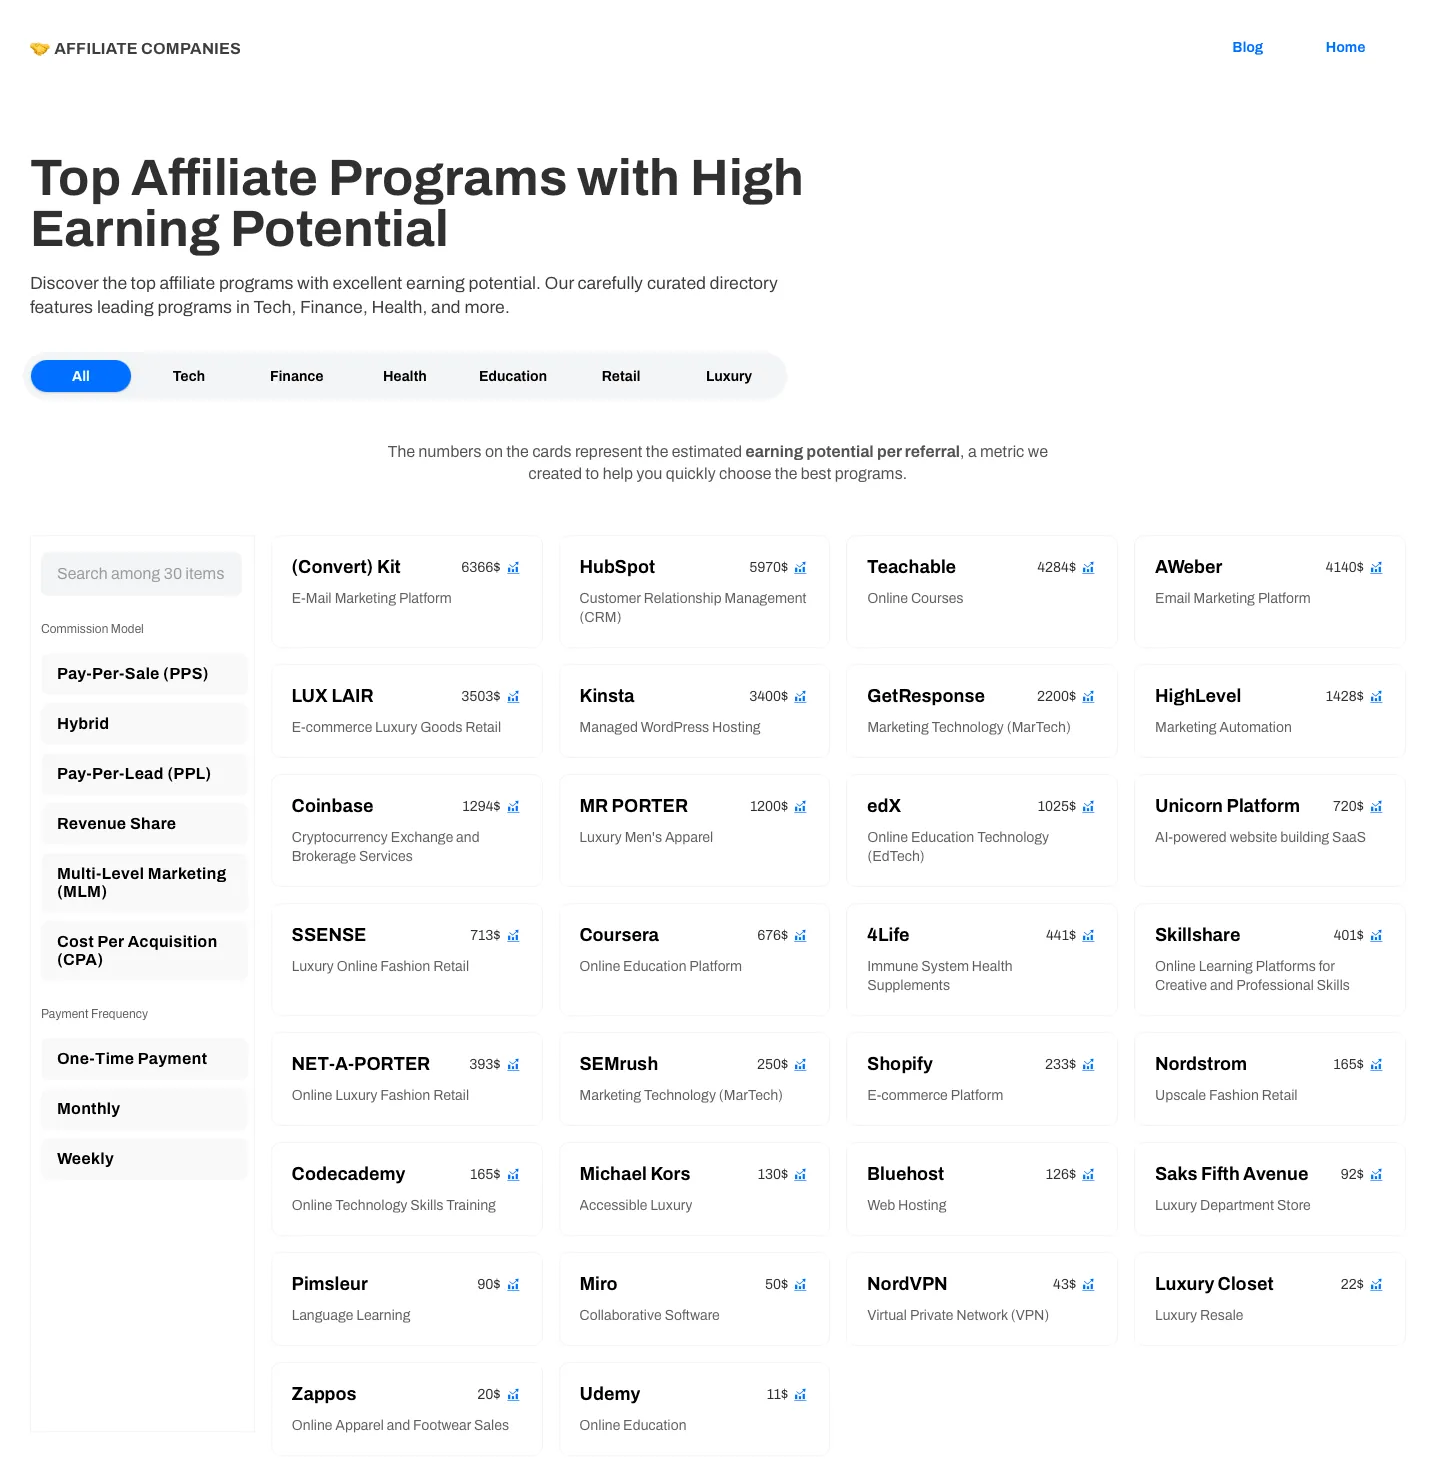 🤝 AFFILIATE COMPANIES
Blog
Home
Top Affiliate Programs with High
Earning Potential
Discover the top affiliate programs with excellent earning potential. Our carefully curated directory
features leading programs in Tech, Finance, Health, and more.
All
Tech
Finance
Health
Education
Retail
Luxury
The numbers on the cards represent the estimated earning potential per referral, a metric we
created to help you quickly choose the best programs.
Search among 30 items
Commission Model
Pay-Per-Sale (PPS)
Hybrid
Pay-Per-Lead (PPL)
Revenue Share
Multi-Level Marketing
(MLM)
Cost Per Acquisition
(CPA)
Payment Frequency
One-Time Payment
Monthly
Weekly
(Convert) Kit 6366$
E-Mail Marketing Platform
HubSpot 5970$
Customer Relationship Management
(CRM)
Teachable 4284$
Online Courses
AWeber 4140$
Email Marketing Platform
LUX LAIR 3503$
E-commerce Luxury Goods Retail
Kinsta 3400$
Managed WordPress Hosting
GetResponse 2200$
Marketing Technology (MarTech)
HighLevel 1428$
Marketing Automation
Coinbase 1294$
Cryptocurrency Exchange and
Brokerage Services
MR PORTER 1200$
Luxury Men's Apparel
edX 1025$
Online Education Technology
(EdTech)
Unicorn Platform 720$
AI-powered website building SaaS
SSENSE 713$
Luxury Online Fashion Retail
Coursera 676$
Online Education Platform
4Life 441$
Immune System Health
Supplements
Skillshare 401$
Online Learning Platforms for
Creative and Professional Skills
NET-A-PORTER 393$
Online Luxury Fashion Retail
SEMrush 250$
Marketing Technology (MarTech)
Shopify 233$
E-commerce Platform
Nordstrom 165$
Upscale Fashion Retail
Codecademy 165$
Online Technology Skills Training
Michael Kors 130$
Accessible Luxury
Bluehost 126$
Web Hosting
Saks Fifth Avenue 92$
Luxury Department Store
Pimsleur 90$
Language Learning
Miro 50$
Collaborative Software
NordVPN 43$
Virtual Private Network (VPN)
Luxury Closet 22$
Luxury Resale
Zappos 20$
Online Apparel and Footwear Sales
Udemy 11$
Online Education